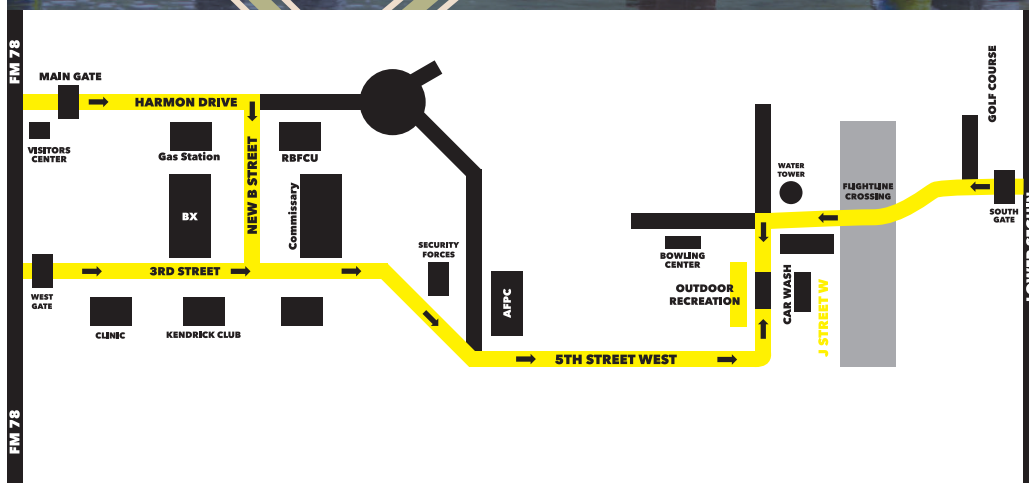 FM 78
MAIN GATE
HARMON DRIVE
VISITORS
CENTER
Gas Station
RBFCU
NEW B STREET
BX
Commissary
3RD STREET
WEST
GATE
CLINIC
KENDRICK CLUB
SECURITY
FORCES
AFPC
5TH STREET WEST
BOWLING
CENTER
OUTDOOR
RECREATION
WATER
TOWER
CAR WASH
J STREET W
FLIGHTLINE
CROSSING
GOLF COURSE
SOUTH
GATE
FM 78